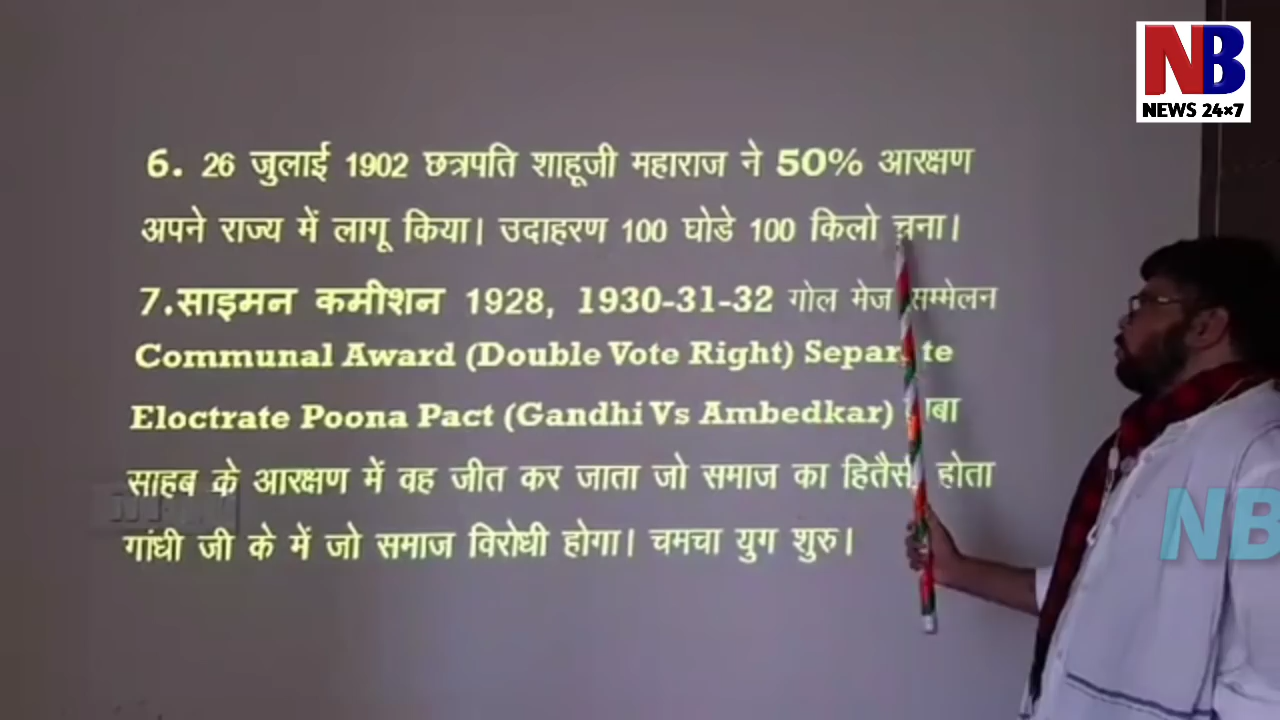 6. 26 जुलाई 1902 छत्रपति शाहूजी महाराज ने 50% आरक्षण
अपने राज्य में लागू किया। उदाहरण 100 घोडे 100 किलो चना।
7.साइमन कमीशन 1928, 1930-31-32 गोल मेज सम्मेलन
Communal Award (Double Vote Right) Separate
Eloctrate Poona Pact (Gandhi Vs Ambedkar) बाबा
साहब के आरक्षण में वह जीत कर जाता जो समाज का हितैसी होता
गांधी जी के में जो समाज विरोधी होगा। चमचा युग शुरु।
NB
NEWS 24×7
NB